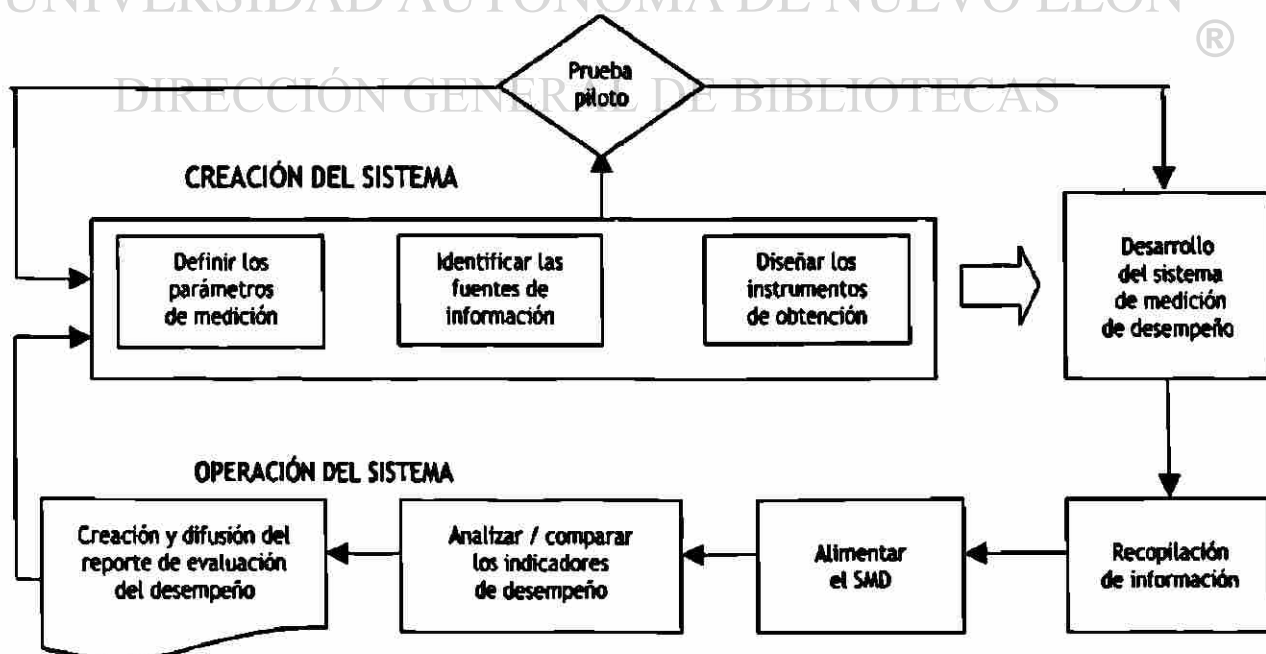 UNIVERSIDAD AUTÓNOMA DE NUEVO LEÓN
®
DIRECCIÓN GENERAL DE BIBLIOTECAS
Prueba
piloto
CREACIÓN DEL SISTEMA
Definir los
parámetros
de medición
Identificar las
fuentes de
información
Diseñar los
instrumentos
de obtención
Desarrollo
del sistema
de medición
de desempeño
OPERACIÓN DEL SISTEMA
Creación y difusión del
reporte de evaluación
del desempeño
Analizar / comparar
los indicadores
de desempeño
Alimentar
el SMD
Recopilación
de información